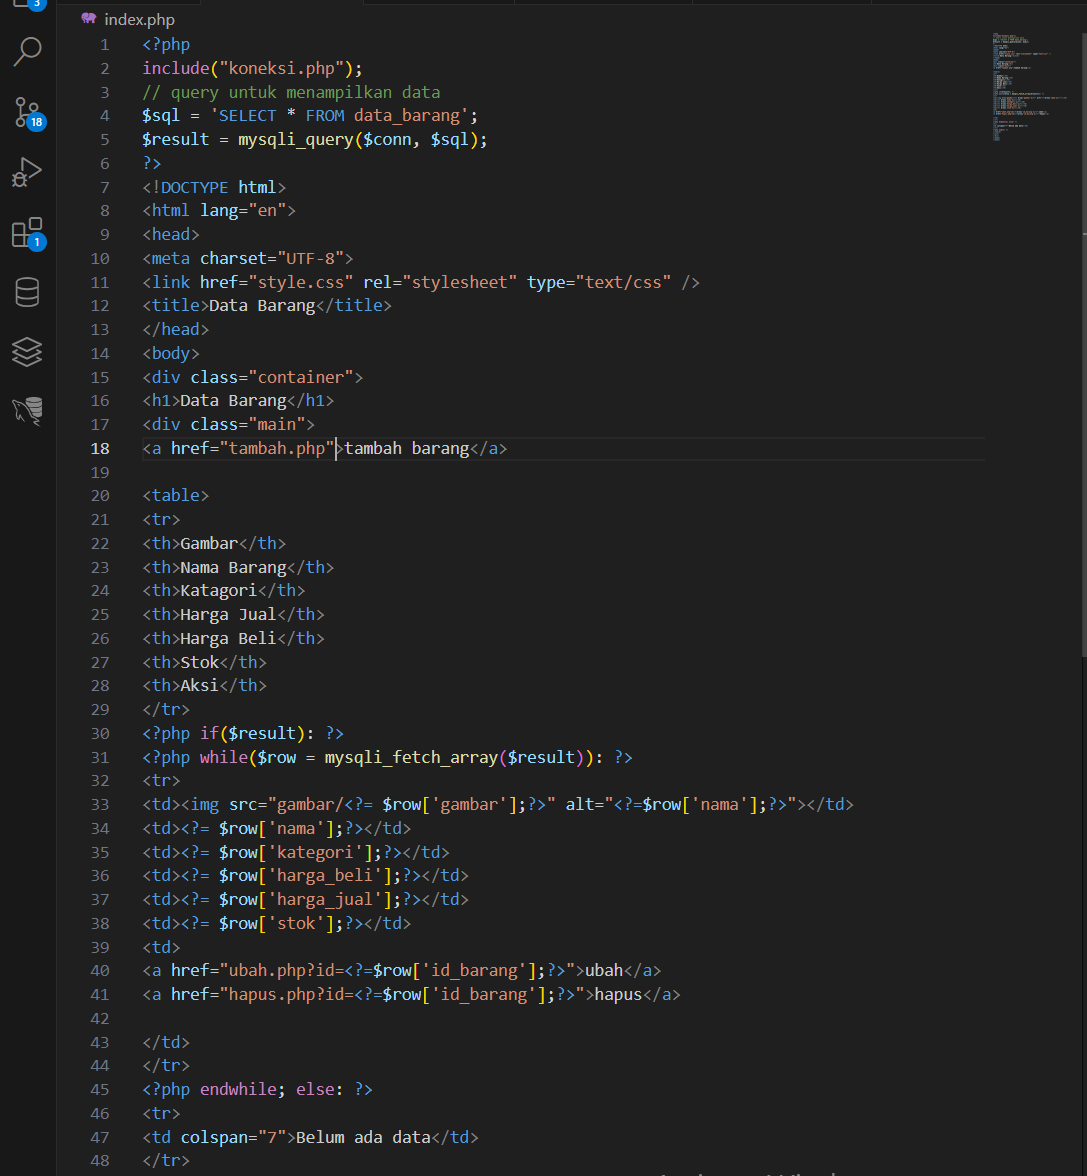 3
index.php
1 <?php
2 include("koneksi.php");
3 // query untuk menampilkan data
4 $sql = 'SELECT * FROM data_barang';
5 $result = mysqli_query($conn, $sql);
6 ?>
7 <!DOCTYPE html>
8 <html lang="en">
9 <head>
10 <meta charset="UTF-8">
11 <link href="style.css" rel="stylesheet" type="text/css" />
12 <title>Data Barang</title>
13 </head>
14 <body>
15 <div class="container">
16 <h1>Data Barang</h1>
17 <div class="main">
18 <a href="tambah.php">tambah barang</a>
19
20 <table>
21 <tr>
22 <th>Gambar</th>
23 <th>Nama Barang</th>
24 <th>Katagori</th>
25 <th>Harga Jual</th>
26 <th>Harga Beli</th>
27 <th>Stok</th>
28 <th>Aksi</th>
29 </tr>
30 <?php if($result): ?>
31 <?php while($row = mysqli_fetch_array($result)): ?>
32 <tr>
33 <td><img src="gambar/<?= $row['gambar'];?>" alt="<?=$row['nama'];?>"></td>
34 <td><?= $row['nama'];?></td>
35 <td><?= $row['kategori'];?></td>
36 <td><?= $row['harga_beli'];?></td>
37 <td><?= $row['harga_jual'];?></td>
38 <td><?= $row['stok'];?></td>
39 <td>
40 <a href="ubah.php?id=<?=$row['id_barang'];?>">ubah</a>
41 <a href="hapus.php?id=<?=$row['id_barang'];?>">hapus</a>
42
43 </td>
44 </tr>
45 <?php endwhile; else: ?>
46 <tr>
47 <td colspan="7">Belum ada data</td>
48 </tr>
18
1